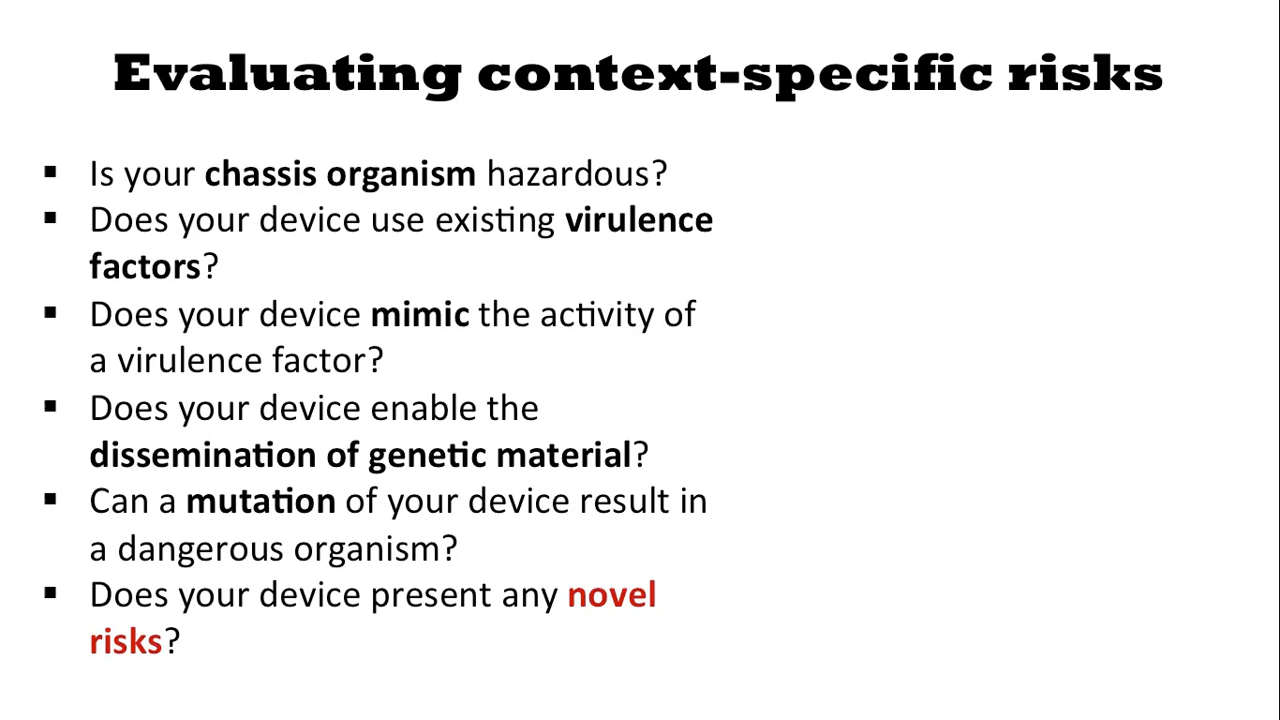 Evaluating context-specific risks
▪ Is your chassis organism hazardous?
▪ Does your device use existing virulence
factors?
▪ Does your device mimic the activity of
a virulence factor?
▪ Does your device enable the
dissemination of genetic material?
▪ Can a mutation of your device result in
a dangerous organism?
▪ Does your device present any novel
risks?